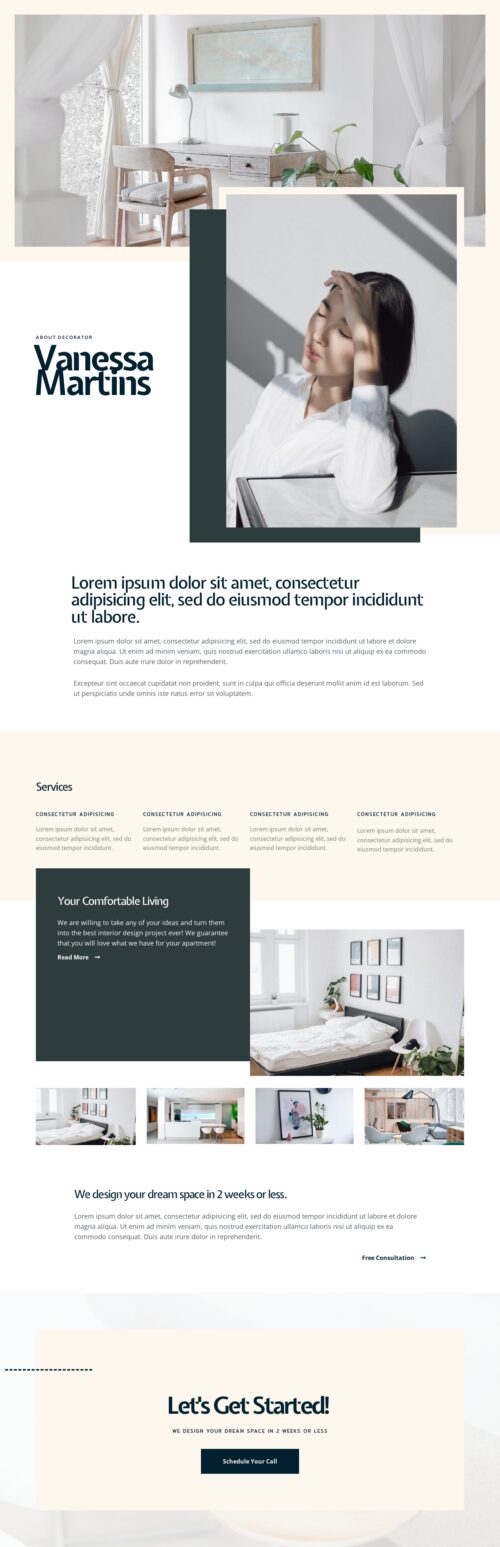 ABOUT DECORATOR
Vanessa
Martins
Lorem ipsum dolor sit amet, consectetur
adipisicing elit, sed do eiusmod tempor incididunt
ut labore.
Lorem ipsum dolor sit amet, consectetur adipisicing elit, sed do eiusmod tempor incididunt ut labore et dolore
magna aliqua. Ut enim ad minim veniam, quis nostrud exercitation ullamco laboris nisi ut aliquip ex ea commodo
consequat. Duis aute irure dolor in reprehenderit.
Excepteur sint occaecat cupidatat non proident, sunt in culpa qui officia deserunt mollit anim id est laborum. Sed
ut perspiciatis unde omnis iste natus error sit voluptatem.
Services
CONSECTETUR ADIPISICING
Lorem ipsum dolor sit amet,
consectetur adipisicing elit, sed do
eiusmod tempor incididunt.
CONSECTETUR ADIPISICING
Lorem ipsum dolor sit amet,
consectetur adipisicing elit, sed do
eiusmod tempor incididunt.
CONSECTETUR ADIPISICING
Lorem ipsum dolor sit amet,
consectetur adipisicing elit, sed do
eiusmod tempor incididunt.
CONSECTETUR ADIPISICING
Lorem ipsum dolor sit amet,
consectetur adipisicing elit, sed do
eiusmod tempor incididunt.
Your Comfortable Living
We are willing to take any of your ideas and turn them
into the best interior design project ever! We guarantee
that you will love what we have for your apartment!
Read More →
We design your dream space in 2 weeks or less.
Lorem ipsum dolor sit amet, consectetur adipisicing elit, sed do eiusmod tempor incididunt ut labore et dolore
magna aliqua. Ut enim ad minim veniam, quis nostrud exercitation ullamco laboris nisi ut aliquip ex ea
commodo consequat. Duis aute irure dolor in reprehenderit.
Free Consultation →
Let's Get Started!
WE DESIGN YOUR DREAM SPACE IN 2 WEEKS OR LESS
Schedule Your Call